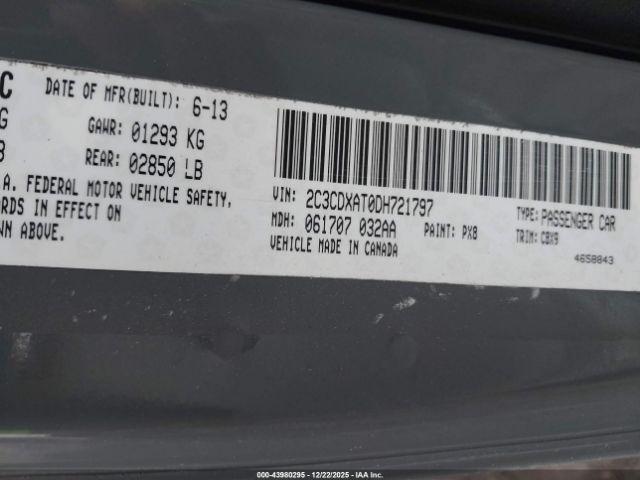 C
DATE OF MFR(BUILT): 6-13
G GAWR: 01293 KG
B REAR: 02850 LB
A. FEDERAL MOTOR VEHICLE SAFETY,
RDS IN EFFECT ON
WN ABOVE.
VIN: 2C3CDXAT0DH721797
TYPE: PASSENGER CAR
MDH: 061707 032AA PAINT: PX8 TRIM: CBX9
VEHICLE MADE IN CANADA
4658843
000-43980295 - 12/22/2025 - IAAI.COM